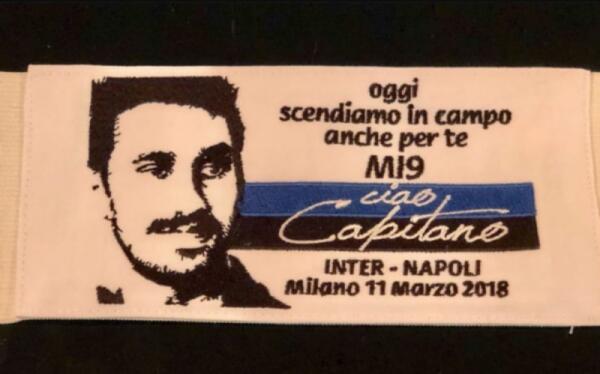 oggi
scendiamo in campo
anche per te
MI9
ciao
Capitano
INTER - NAPOLI
Milano 11 Marzo 2018